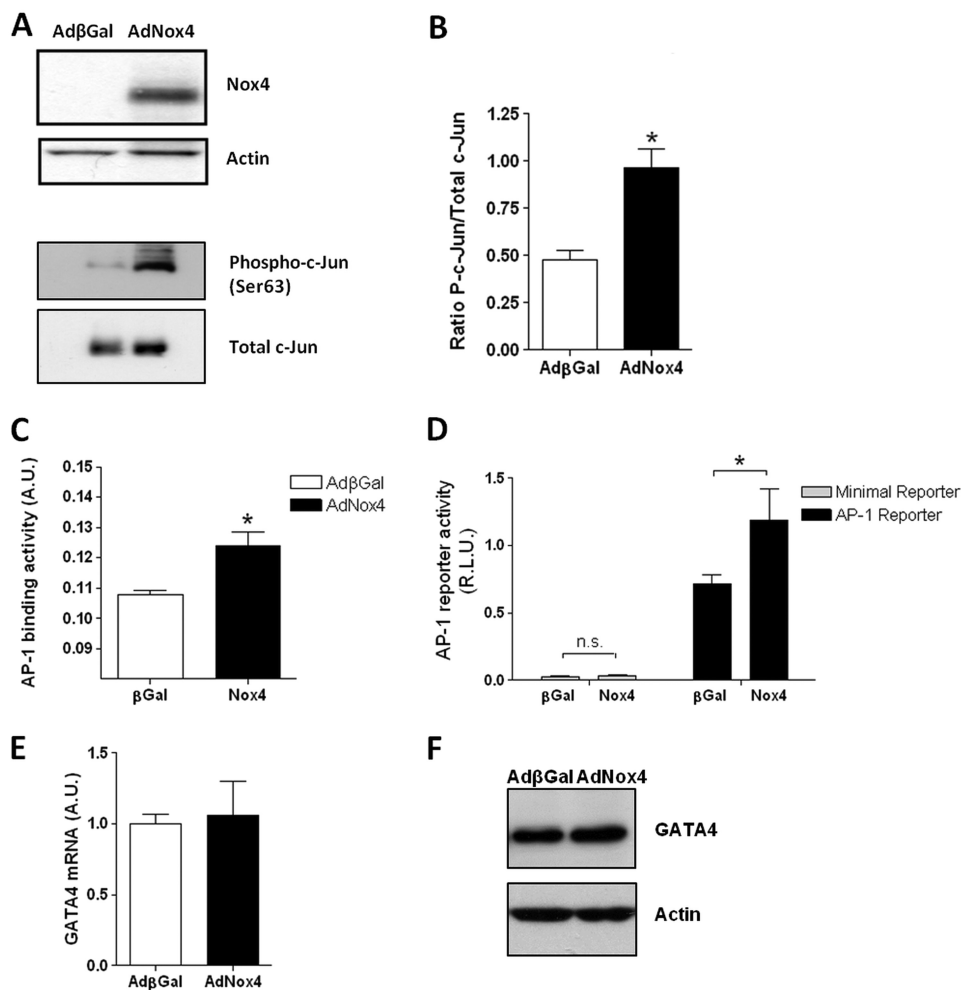 A
AdβGal AdNox4
Nox4
Actin
Phospho-c-Jun
(Ser63)
Total c-Jun
B
Ratio P-c-Jun/Total c-Jun
1.25
1.00
0.75
0.50
0.25
0.00
*
AdβGal AdNox4
C
AP-1 binding activity (A.U.)
0.15
0.14
0.13
0.12
0.11
0.10
0.09
*
βGal Nox4
AdβGal
AdNox4
D
AP-1 reporter activity
(R.L.U.)
1.5
1.0
0.5
0.0
n.s.
*
βGal Nox4 βGal Nox4
Minimal Reporter
AP-1 Reporter
E
GATA4 mRNA (A.U.)
1.5
1.0
0.5
0.0
AdβGal AdNox4
F
AdβGal AdNox4
GATA4
Actin